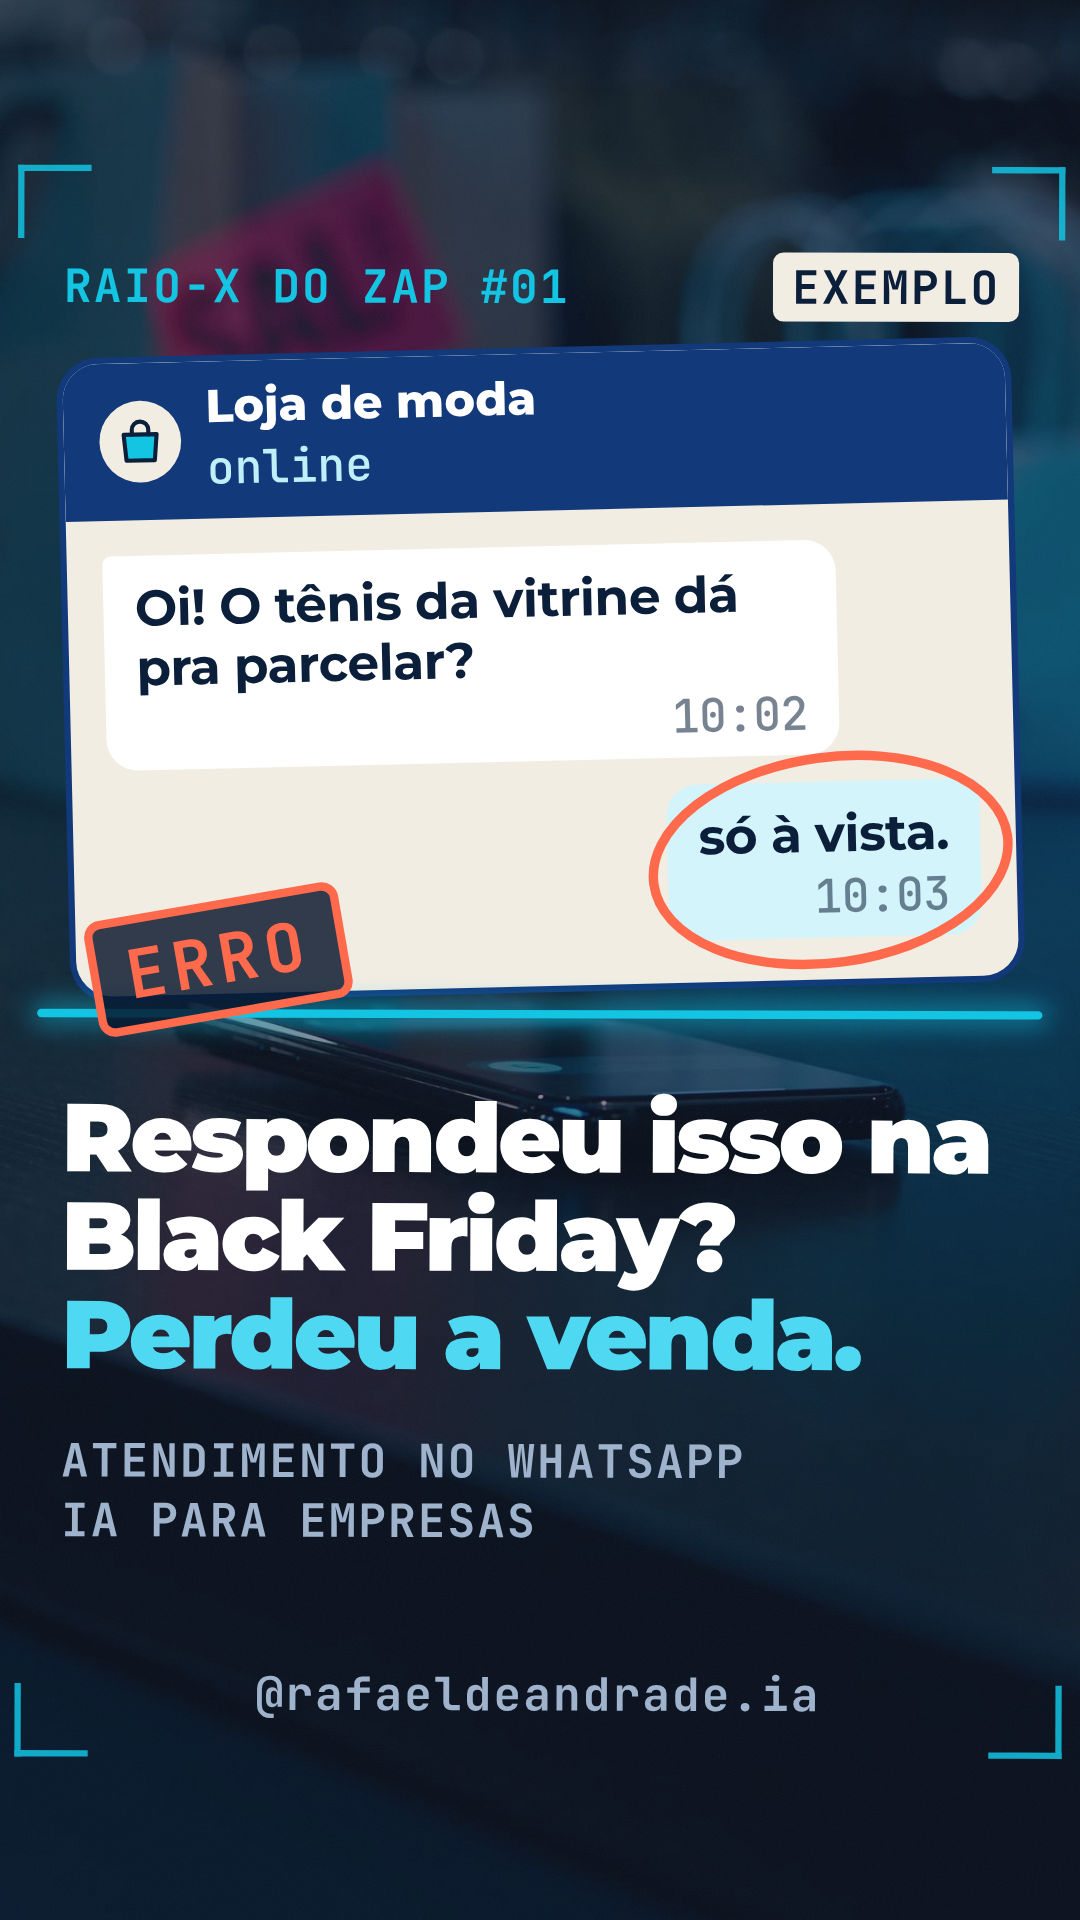 RAIO-X DO ZAP #01
EXEMPLO
Loja de moda
online
Oi! O tênis da vitrine dá
pra parcelar?
10:02
só à vista.
10:03
ERRO
Respondeu isso na
Black Friday?
Perdeu a venda.
ATENDIMENTO NO WHATSAPP
IA PARA EMPRESAS
@rafaeldeandrade.ia